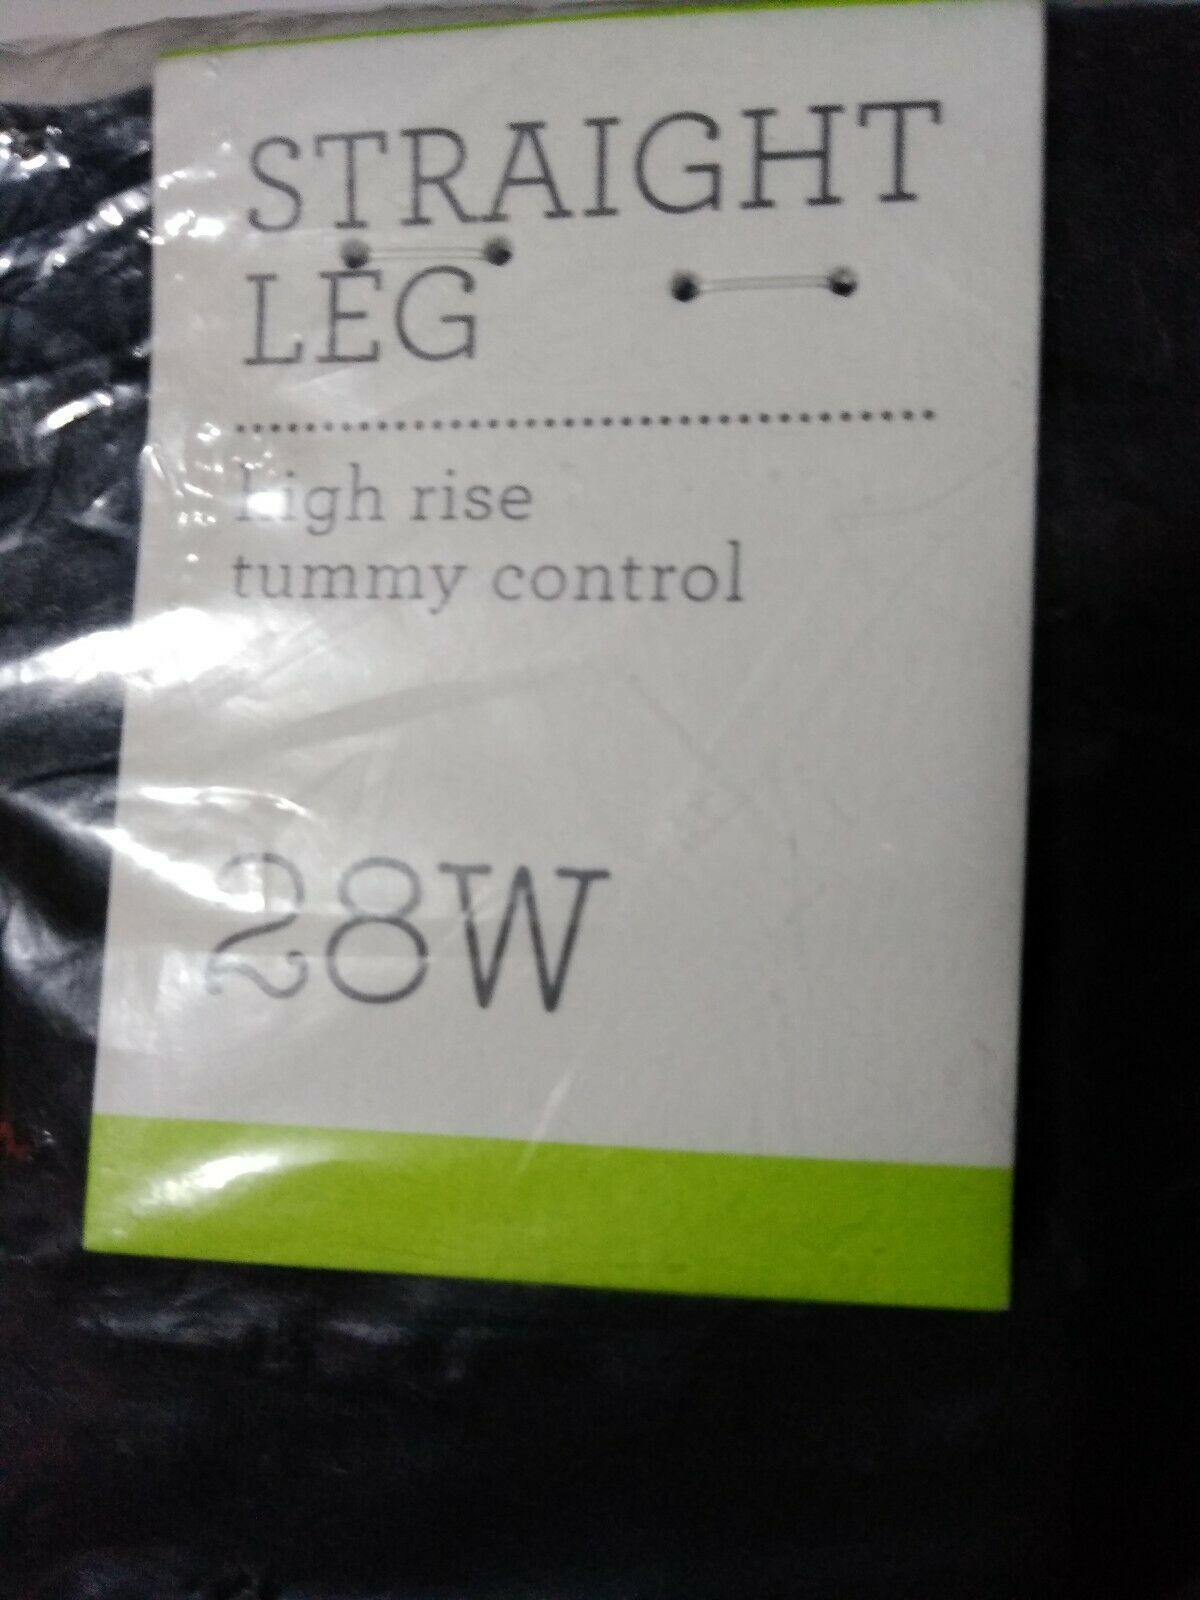 STRAIGHT
LEG
high rise
tummy control
28W